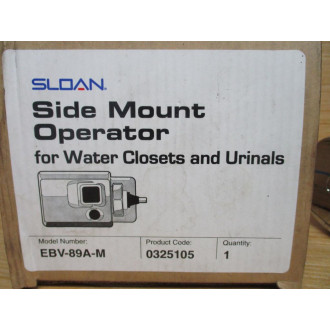 SLOAN
Side Mount
Operator
for Water Closets and Urinals
Model Number: Product Code: Quantity:
EBV-89A-M 0325105 1